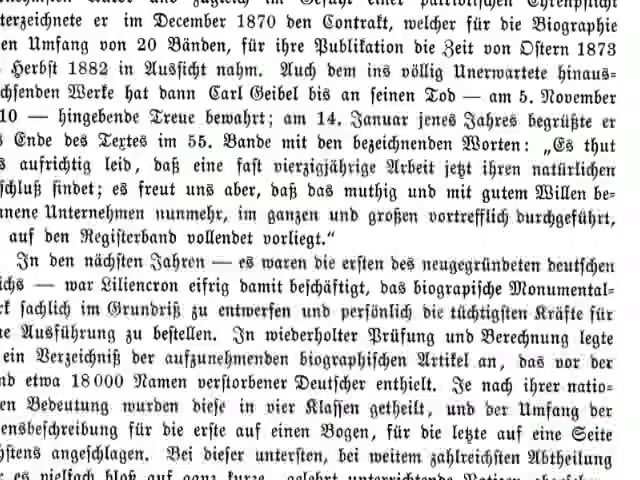 terzeichnete er im December 1870 den Contrakt, welcher für die Biographie
en Umfang von 20 Bänden, für ihre Publikation die Zeit von Ostern 1873
Herbst 1882 in Aussicht nahm. Auch dem ins völlig Unerwartete hinaus=
chsenden Werke hat dann Carl Geibel bis an seinen Tod — am 5. November
10 — hingebende Treue bewahrt; am 14. Januar jenes Jahres begrüßte er
s Ende des Textes im 55. Bande mit den bezeichnenden Worten: „Es thut
s aufrichtig leid, daß eine fast vierzigjährige Arbeit jetzt ihren natürlichen
schluß findet; es freut uns aber, daß das muthig und mit gutem Willen be=
nnene Unternehmen nunmehr, im ganzen und großen vortrefflich durchgeführt,
auf den Registerband vollendet vorliegt.“
In den nächsten Jahren — es waren die ersten des neugegründeten deutschen
ichs — war Liliencron eifrig damit beschäftigt, das biograpische Monumental=
rk sachlich im Grundriß zu entwerfen und persönlich die tüchtigsten Kräfte für
ne Ausführung zu bestellen. In wiederholter Prüfung und Berechnung legte
ein Verzeichniß der aufzunehmenden biographischen Artikel an, das vor der
nd etwa 18000 Namen verstorbener Deutscher enthielt. Je nach ihrer natio=
en Bedeutung wurden diese in vier Klassen getheilt, und der Umfang der
ensbeschreibung für die erste auf einen Bogen, für die letzte auf eine Seite
hstens angeschlagen. Bei dieser untersten, bei weitem zahlreichsten Abtheilung
es vielfach bloß auf ganz kurze, gelehrt unterrichtende Notizen